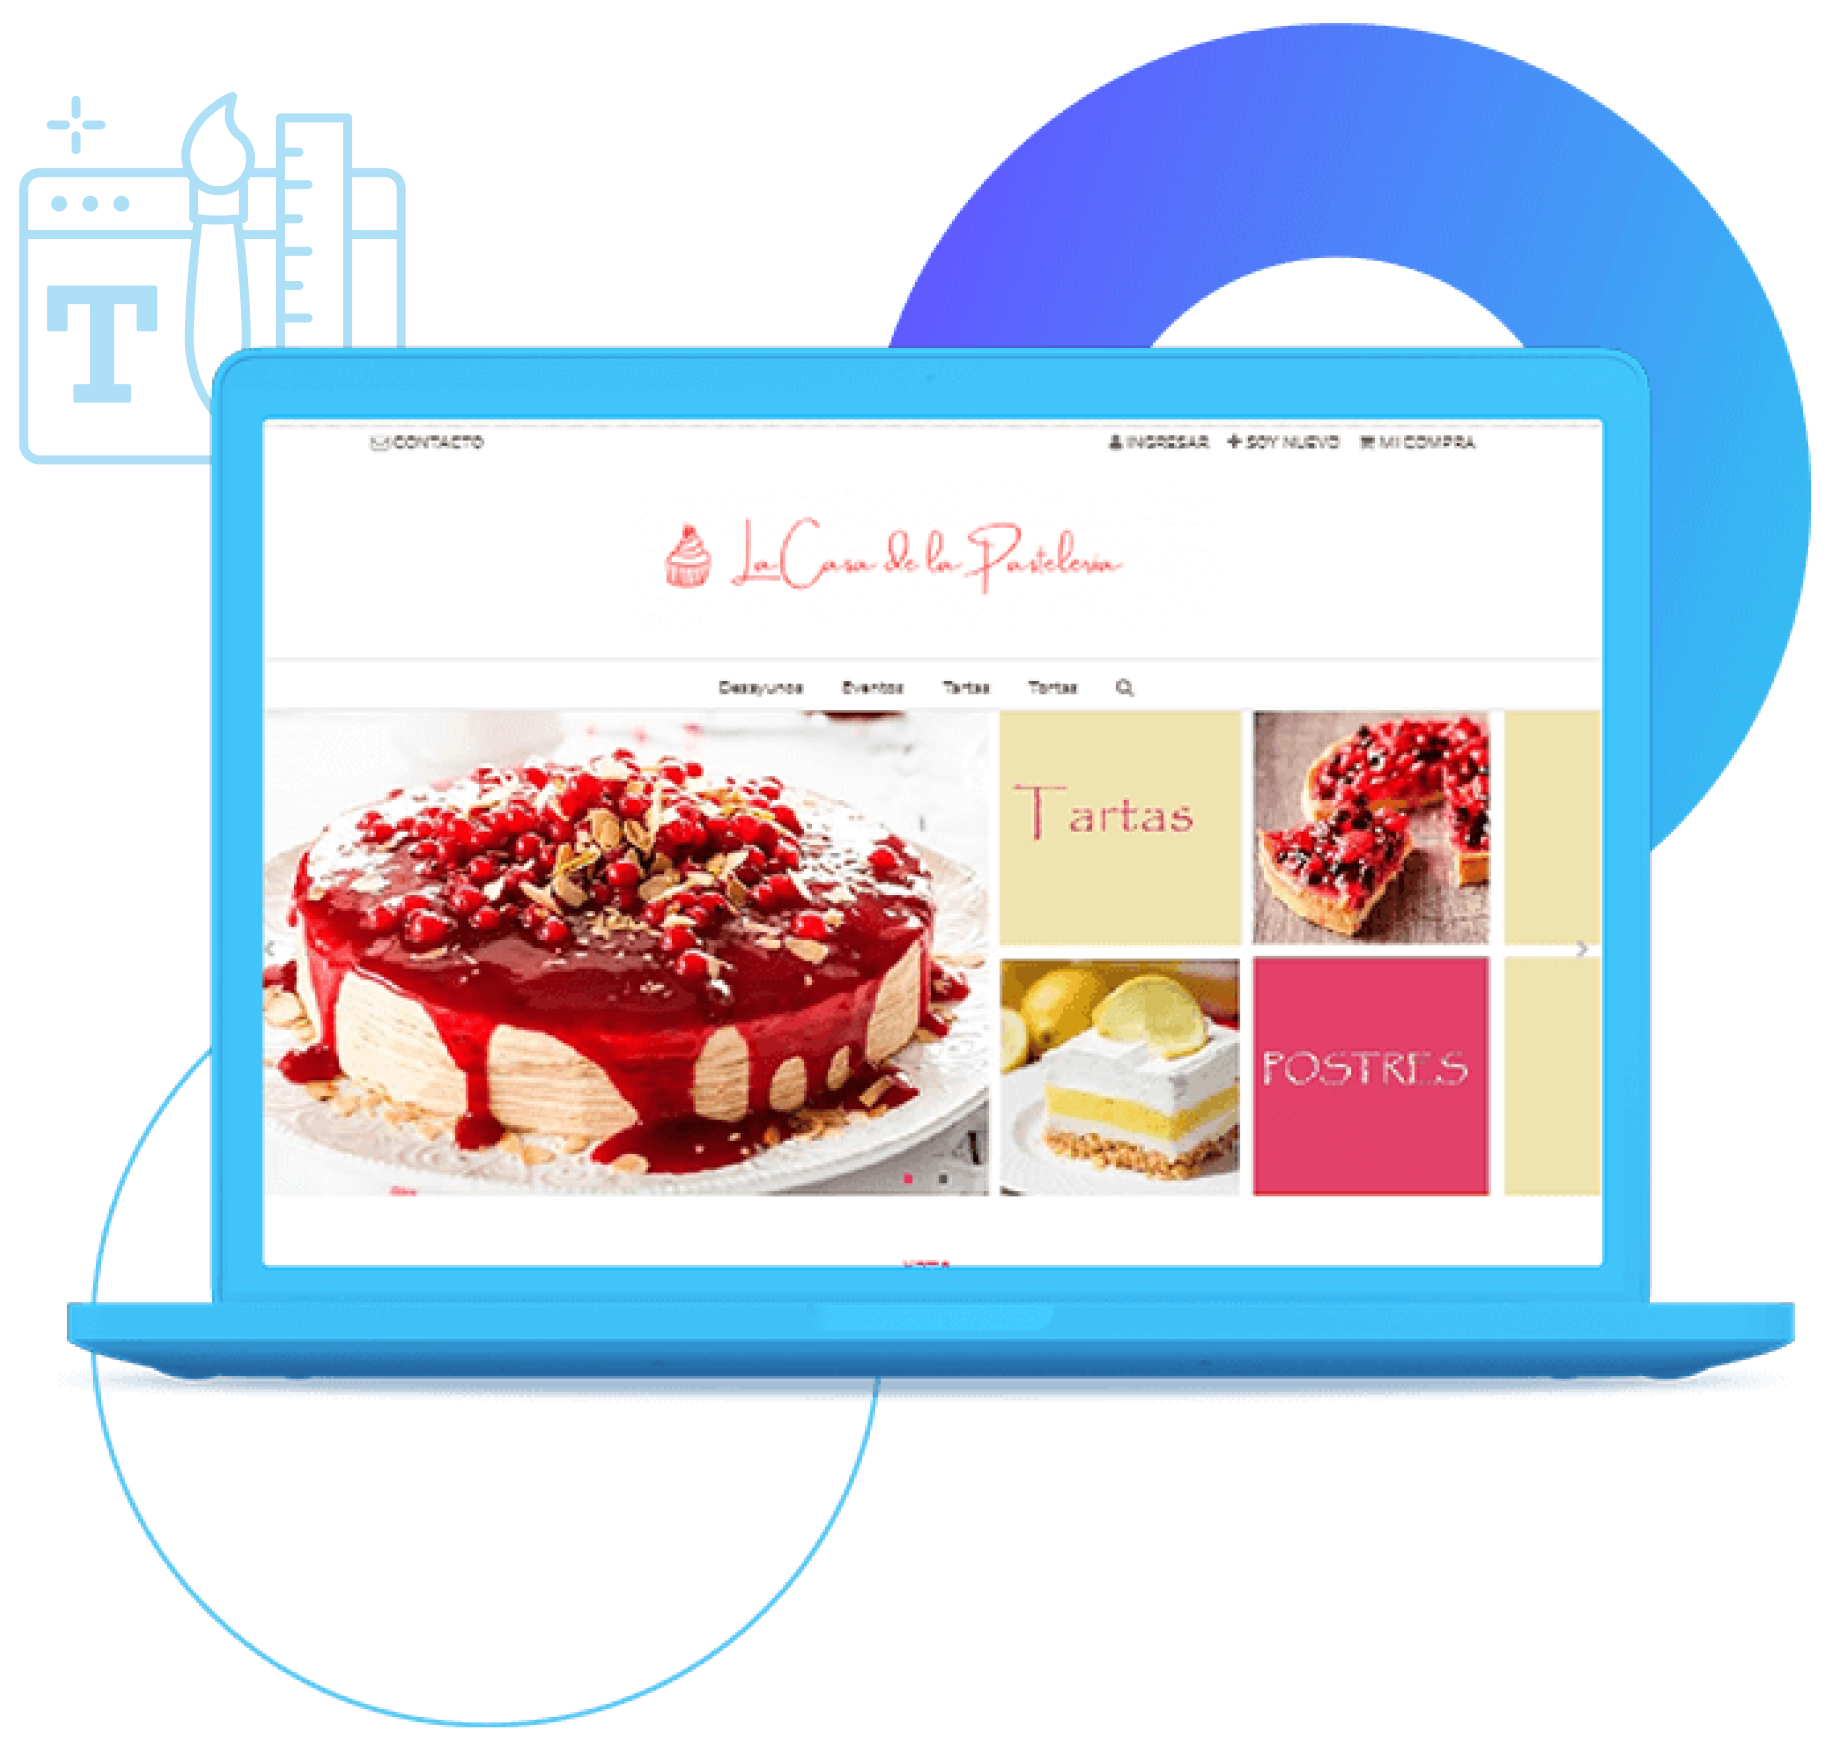 T
CONTACTO
INGRESAR SOY NUEVO MI COMPRA
La Casa de la Pastelería
Desayunos Eventos Tartas Tortas
Tartas
POSTRES